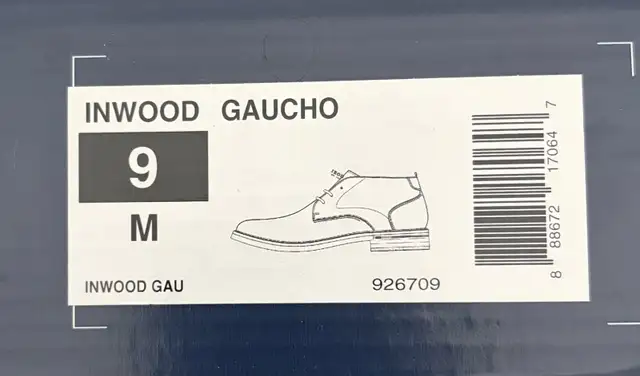 INWOOD GAUCHO
9
M
INWOOD GAU
926709
8 88672 17064 7